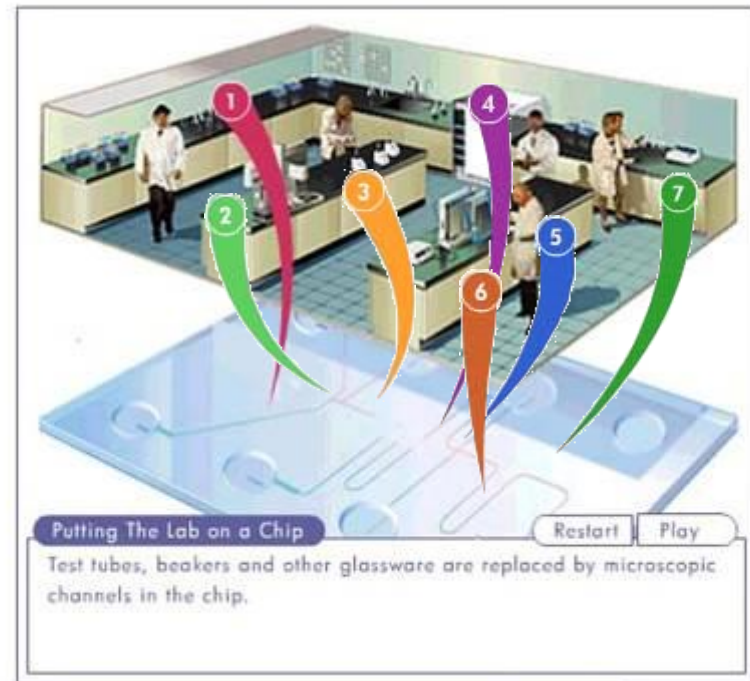 1
4
2
3
7
5
6
Putting The Lab on a Chip
Restart
Play
Test tubes, beakers and other glassware are replaced by microscopic
channels in the chip.